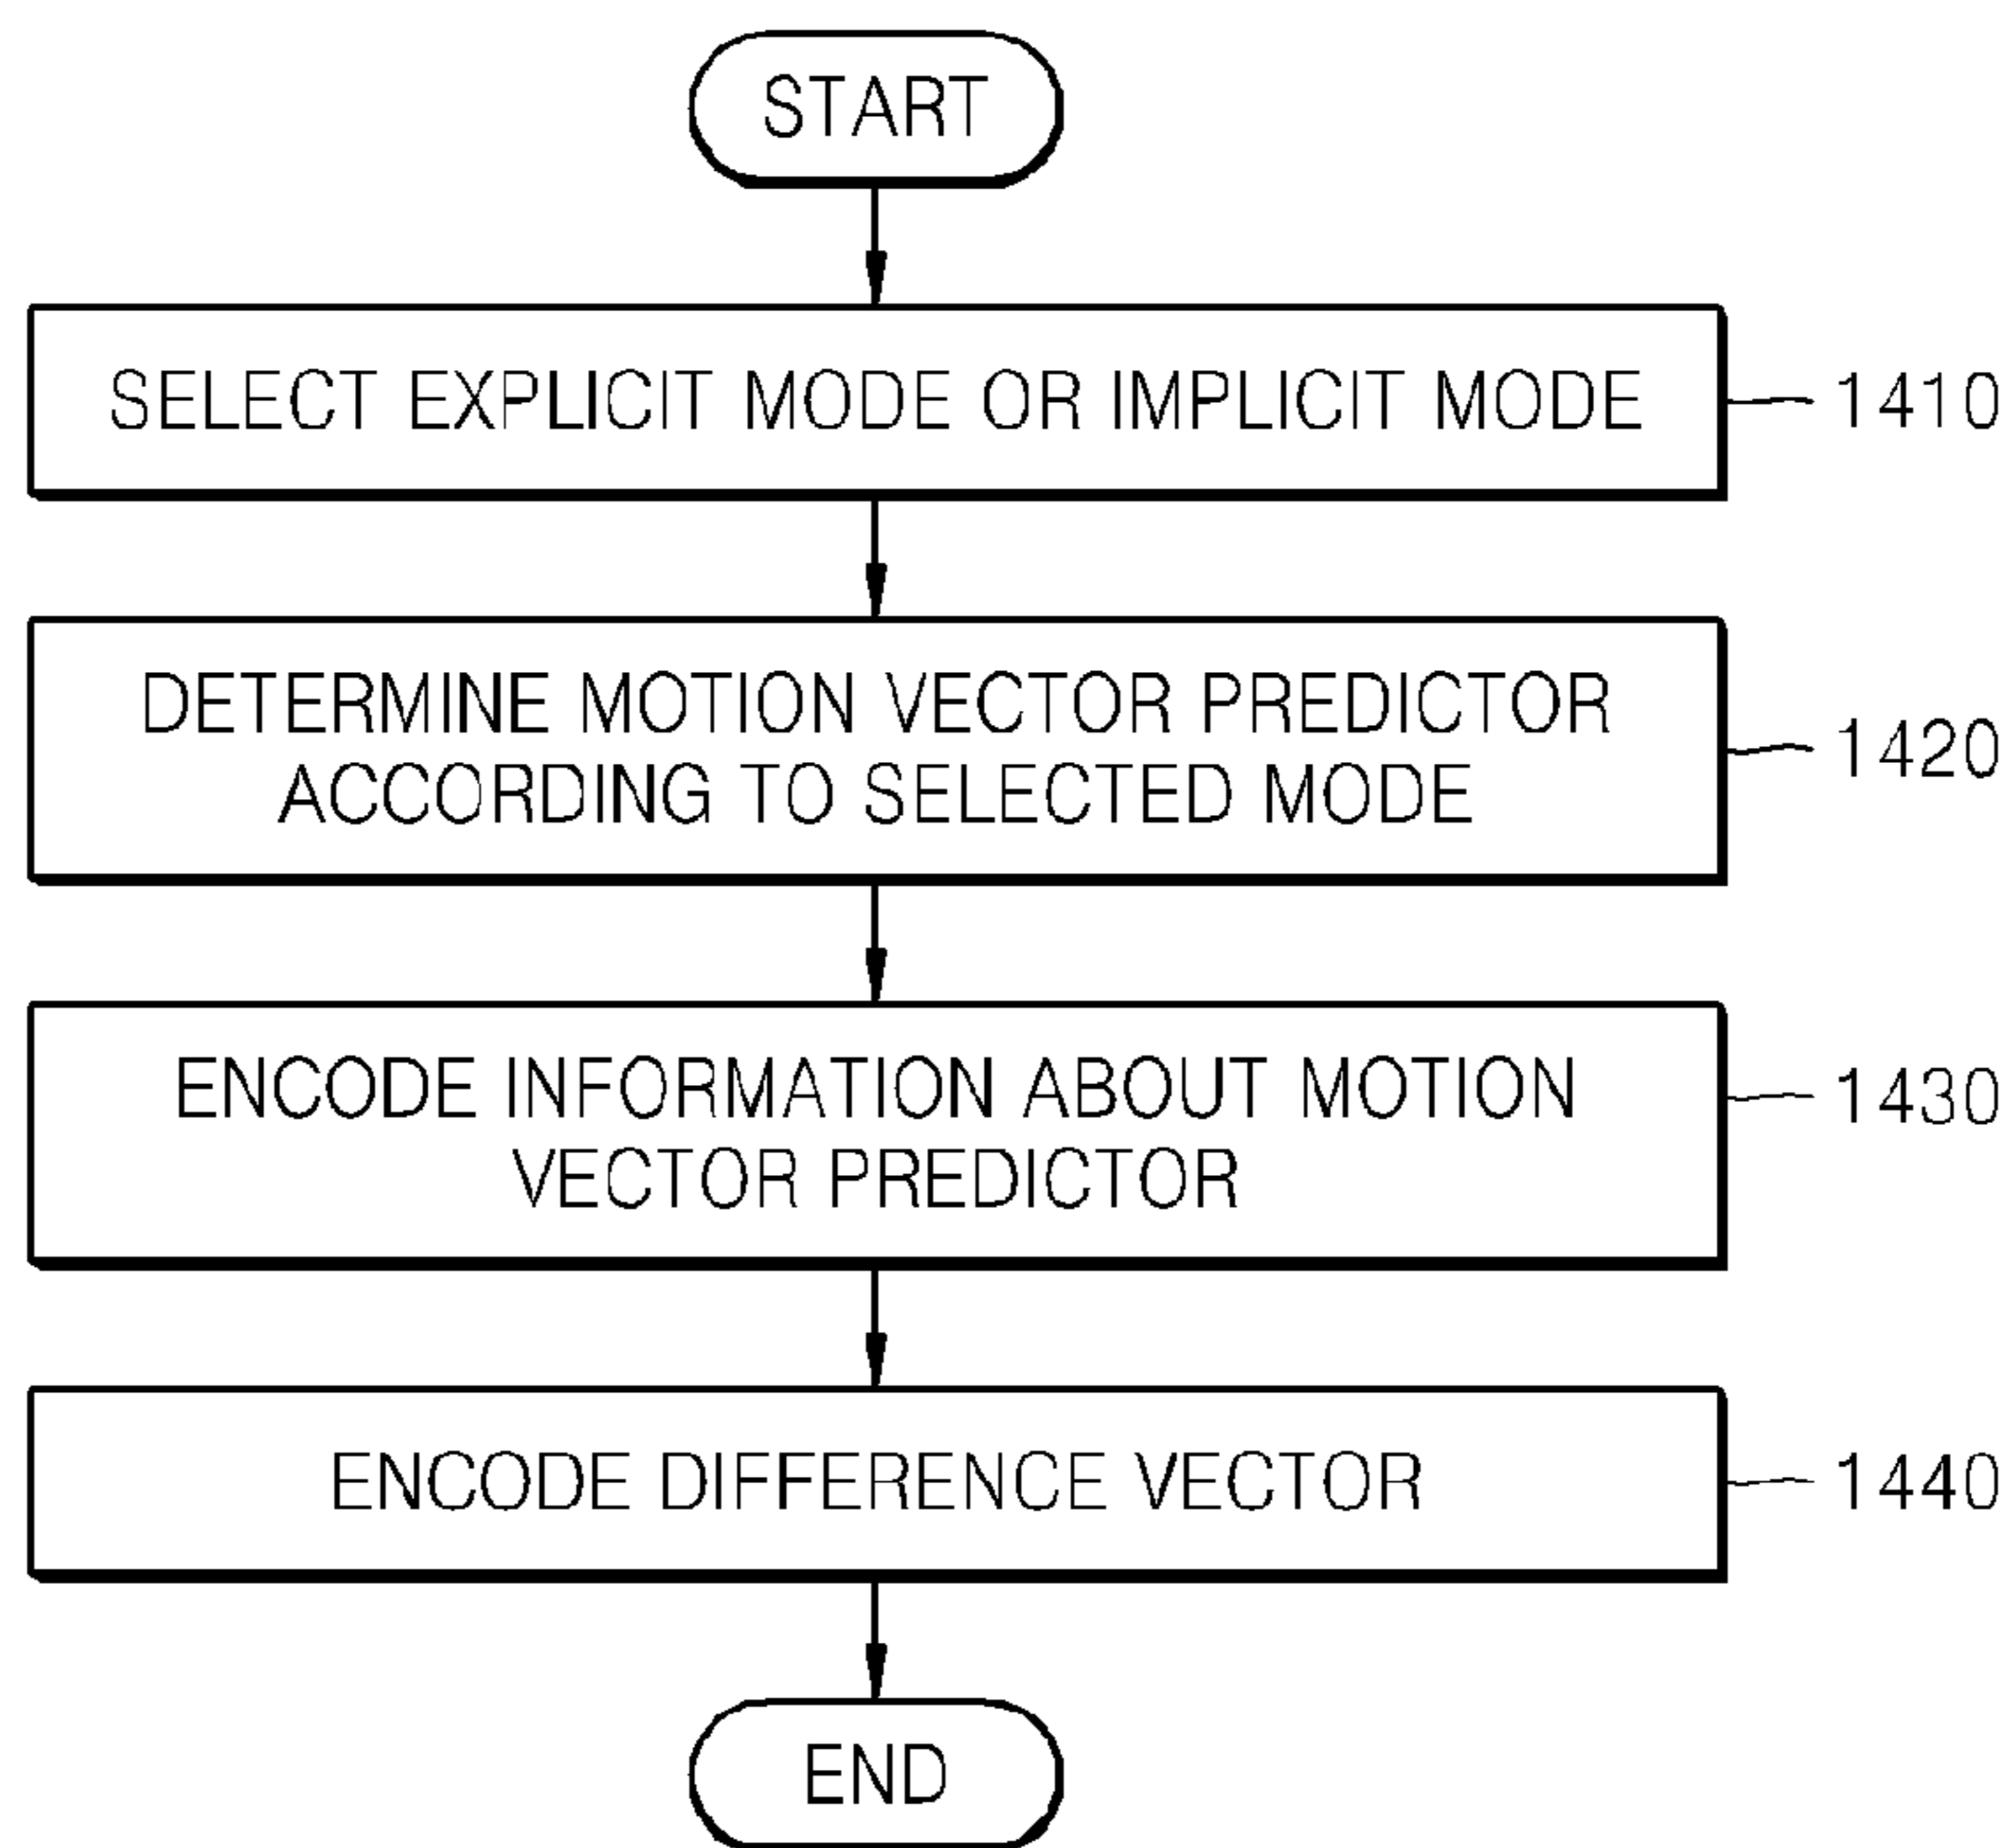 START
SELECT EXPLICIT MODE OR IMPLICIT MODE
1410
DETERMINE MOTION VECTOR PREDICTOR
ACCORDING TO SELECTED MODE
1420
ENCODE INFORMATION ABOUT MOTION
VECTOR PREDICTOR
1430
ENCODE DIFFERENCE VECTOR
1440
END